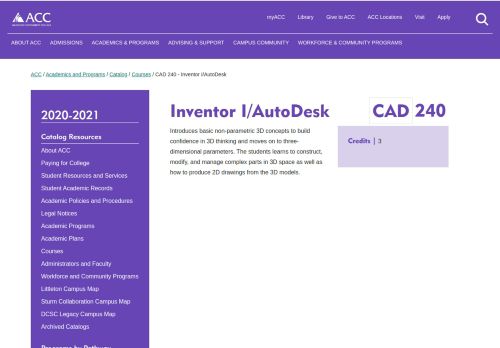 myACC Library Give to ACC ACC Locations Visit Apply
ACC
ABOUT ACC ADMISSIONS ACADEMICS & PROGRAMS ADVISING & SUPPORT CAMPUS COMMUNITY WORKFORCE & COMMUNITY PROGRAMS
ACC / Academics and Programs / Catalog / Courses / CAD 240 - Inventor I/AutoDesk
2020-2021
Catalog Resources
About ACC
Paying for College
Student Resources and Services
Student Academic Records
Academic Policies and Procedures
Legal Notices
Academic Programs
Academic Plans
Courses
Administrators and Faculty
Workforce and Community Programs
Littleton Campus Map
Sturm Collaboration Campus Map
DCSC Legacy Campus Map
Archived Catalogs
Programs by Pathway
Inventor I/AutoDesk
CAD 240
Introduces basic non-parametric 3D concepts to build
confidence in 3D thinking and moves on to three-
dimensional parameters. The students learns to construct,
modify, and manage complex parts in 3D space as well as
how to produce 2D drawings from the 3D models.
Credits | 3